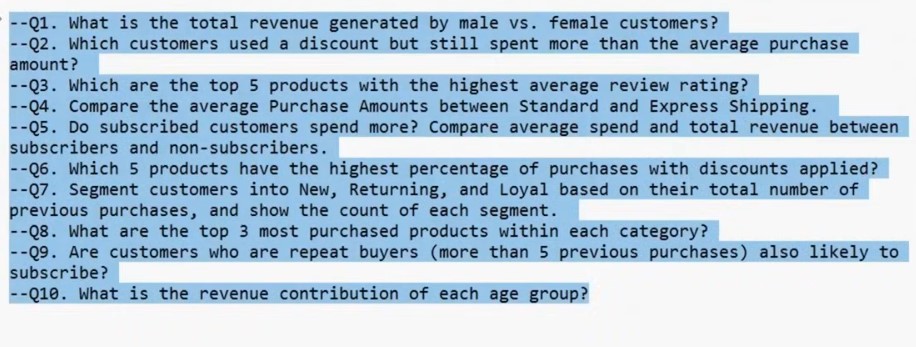 --Q1. What is the total revenue generated by male vs. female customers?
--Q2. Which customers used a discount but still spent more than the average purchase
amount?
--Q3. Which are the top 5 products with the highest average review rating?
--Q4. Compare the average Purchase Amounts between Standard and Express Shipping.
--Q5. Do subscribed customers spend more? Compare average spend and total revenue between
subscribers and non-subscribers.
--Q6. Which 5 products have the highest percentage of purchases with discounts applied?
--Q7. Segment customers into New, Returning, and Loyal based on their total number of
previous purchases, and show the count of each segment.
--Q8. What are the top 3 most purchased products within each category?
--Q9. Are customers who are repeat buyers (more than 5 previous purchases) also likely to
subscribe?
--Q10. What is the revenue contribution of each age group?